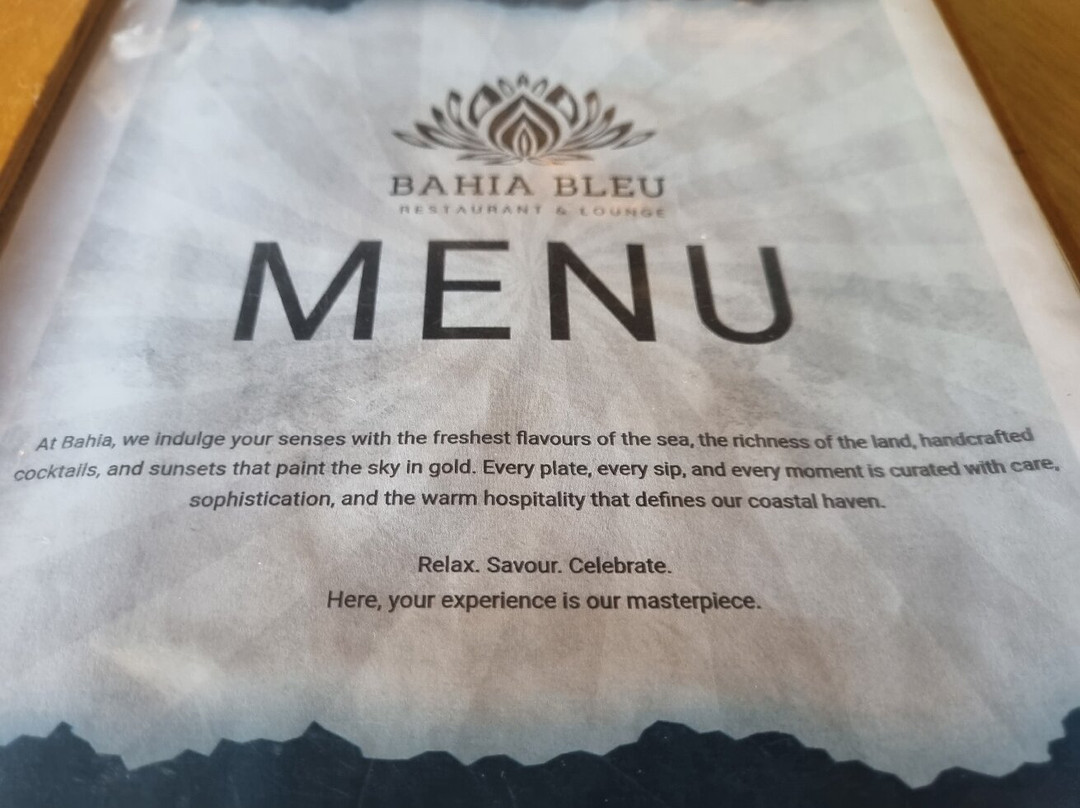 BAHIA BLEU
RESTAURANT & LOUNGE
MENU
At Bahia, we indulge your senses with the freshest flavours of the sea, the richness of the land, handcrafted
cocktails, and sunsets that paint the sky in gold. Every plate, every sip, and every moment is curated with care,
sophistication, and the warm hospitality that defines our coastal haven.
Relax. Savour. Celebrate.
Here, your experience is our masterpiece.